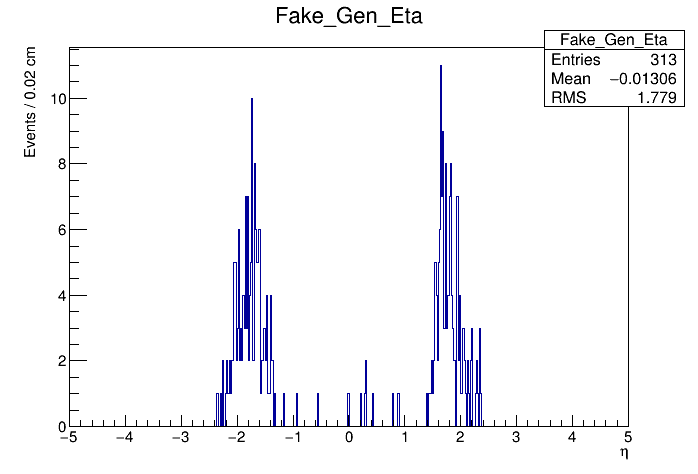 Fake_Gen_Eta
Fake_Gen_Eta
Entries 313
Mean −0.01306
RMS 1.779
Events / 0.02 cm
10
8
6
4
2
0
−5 −4 −3 −2 −1 0 1 2 3 4 5
η